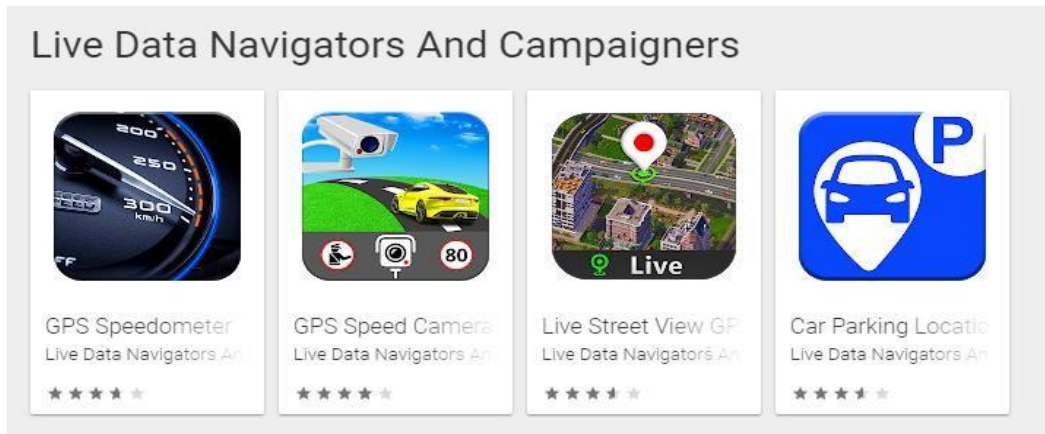 Live Data Navigators And Campaigners
200
250
300
km/h
FF
GPS Speedometer
Live Data Navigators An
★★★★★
80
T
GPS Speed Camera
Live Data Navigators An
★★★★★
Live
Live Street View GP
Live Data Navigators An
★★★★★
P
Car Parking Locatio
Live Data Navigators An
★★★★★